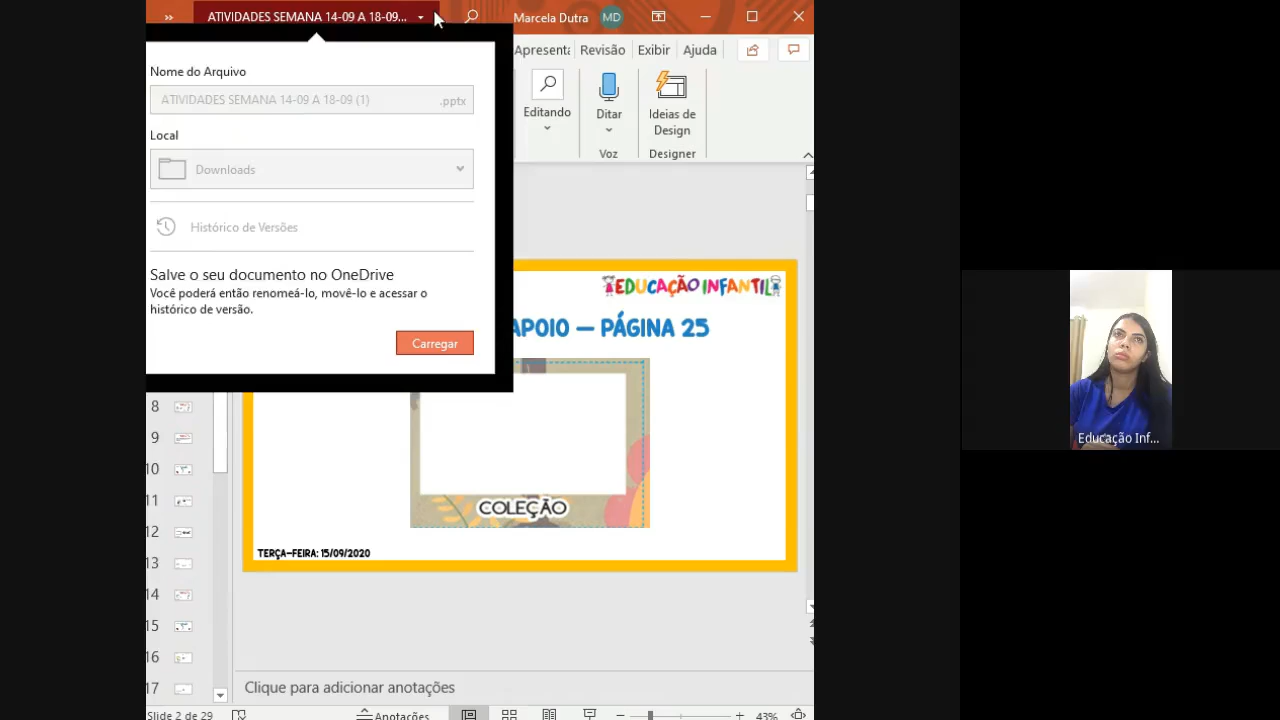 ATIVIDADES SEMANA 14-09 A 18-09...
Marcela Dutra
MD
Apresent
Revisão
Exibir
Ajuda
Nome do Arquivo
ATIVIDADES SEMANA 14-09 A 18-09 (1)
.pptx
Local
Downloads
Histórico de Versões
Salve o seu documento no OneDrive
Você poderá então renomeá-lo, movê-lo e acessar o
histórico de versão.
Carregar
Editando
Ditar
Ideias de
Design
Voz
Designer
EDUCAÇÃO INFANTIL
APOIO – PÁGINA 25
COLEÇÃO
TERÇA-FEIRA: 15/09/2020
8
9
10
11
12
13
14
15
16
17
Clique para adicionar anotações
Slide 2 de 29
Anotações
43%
Educação Inf...